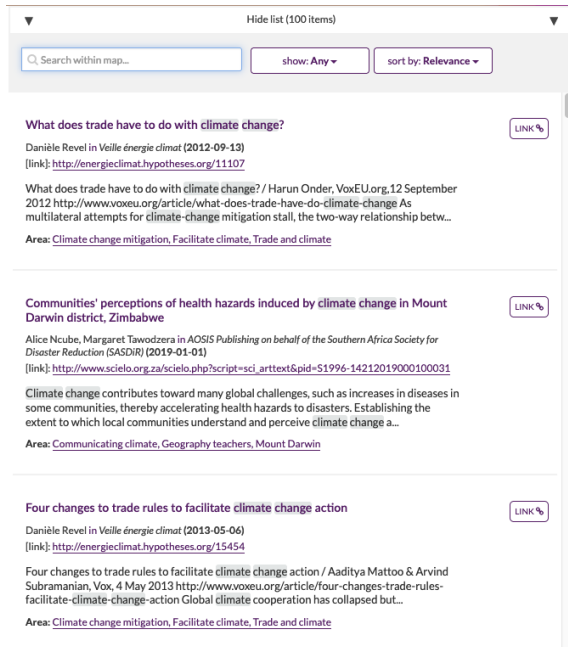 Hide list (100 items)
Search within map...
show: Any
sort by: Relevance
What does trade have to do with climate change?
LINK
Danièle Revel in Veille énergie climat (2012-09-13)
[link]: http://energieclimat.hypotheses.org/11107
What does trade have to do with climate change? / Harun Onder, VoxEU.org,12 September
2012 http://www.voxeu.org/article/what-does-trade-have-do-climate-change As
multilateral attempts for climate-change mitigation stall, the two-way relationship betw...
Area: Climate change mitigation, Facilitate climate, Trade and climate
Communities' perceptions of health hazards induced by climate change in Mount
Darwin district, Zimbabwe
LINK
Alice Ncube, Margaret Tawodzera in AOSIS Publishing on behalf of the Southern Africa Society for
Disaster Reduction (SASDiR) (2019-01-01)
[link]: http://www.scielo.org.za/scielo.php?script=sci_arttext&pid=S1996-14212019000100031
Climate change contributes toward many global challenges, such as increases in diseases in
some communities, thereby accelerating health hazards to disasters. Establishing the
extent to which local communities understand and perceive climate change a...
Area: Communicating climate, Geography teachers, Mount Darwin
Four changes to trade rules to facilitate climate change action
LINK
Danièle Revel in Veille énergie climat (2013-05-06)
[link]: http://energieclimat.hypotheses.org/15454
Four changes to trade rules to facilitate climate change action / Aaditya Mattoo & Arvind
Subramanian, Vox, 4 May 2013 http://www.voxeu.org/article/four-changes-trade-rules-
facilitate-climate-change-action Global climate cooperation has collapsed but...
Area: Climate change mitigation, Facilitate climate, Trade and climate